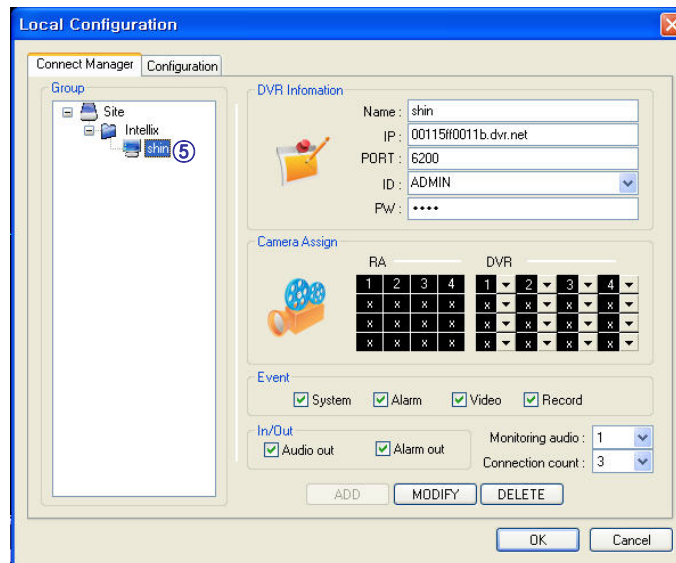 Local Configuration
Connect Manager Configuration
Group
Site
Intellix
shin ⑤
DVR Infomation
Name : shin
IP : 00115ff0011b.dvr.net
PORT : 6200
ID : ADMIN
PW : ••••
Camera Assign
RA DVR
1 2 3 4 1 2 3 4
x x x x x x x x
x x x x x x x x
x x x x x x x x
Event
System Alarm Video Record
In/Out
Audio out Alarm out
Monitoring audio : 1
Connection count : 3
ADD MODIFY DELETE
OK Cancel